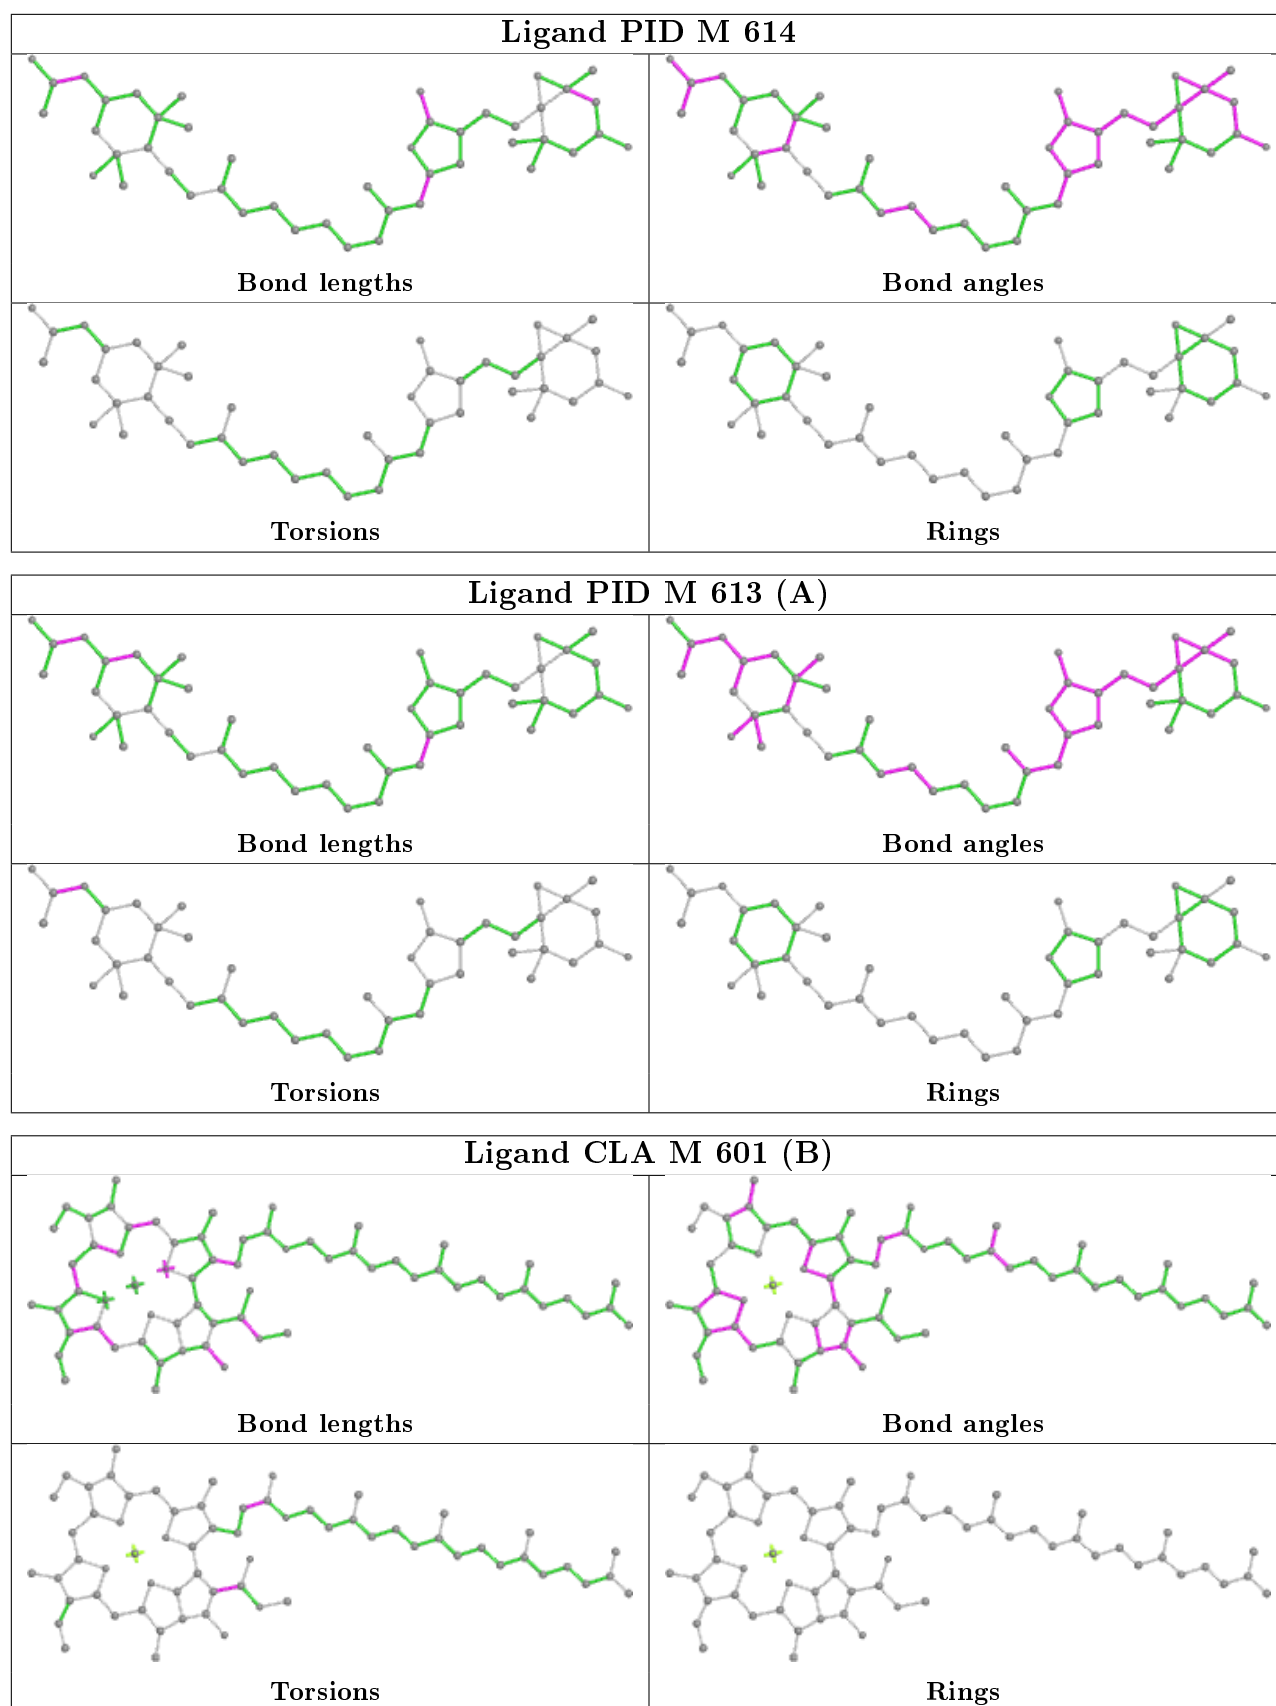 Ligand PID M 614
Bond lengths
Bond angles
Torsions
Rings
Ligand PID M 613 (A)
Bond lengths
Bond angles
Torsions
Rings
Ligand CLA M 601 (B)
Bond lengths
Bond angles
Torsions
Rings